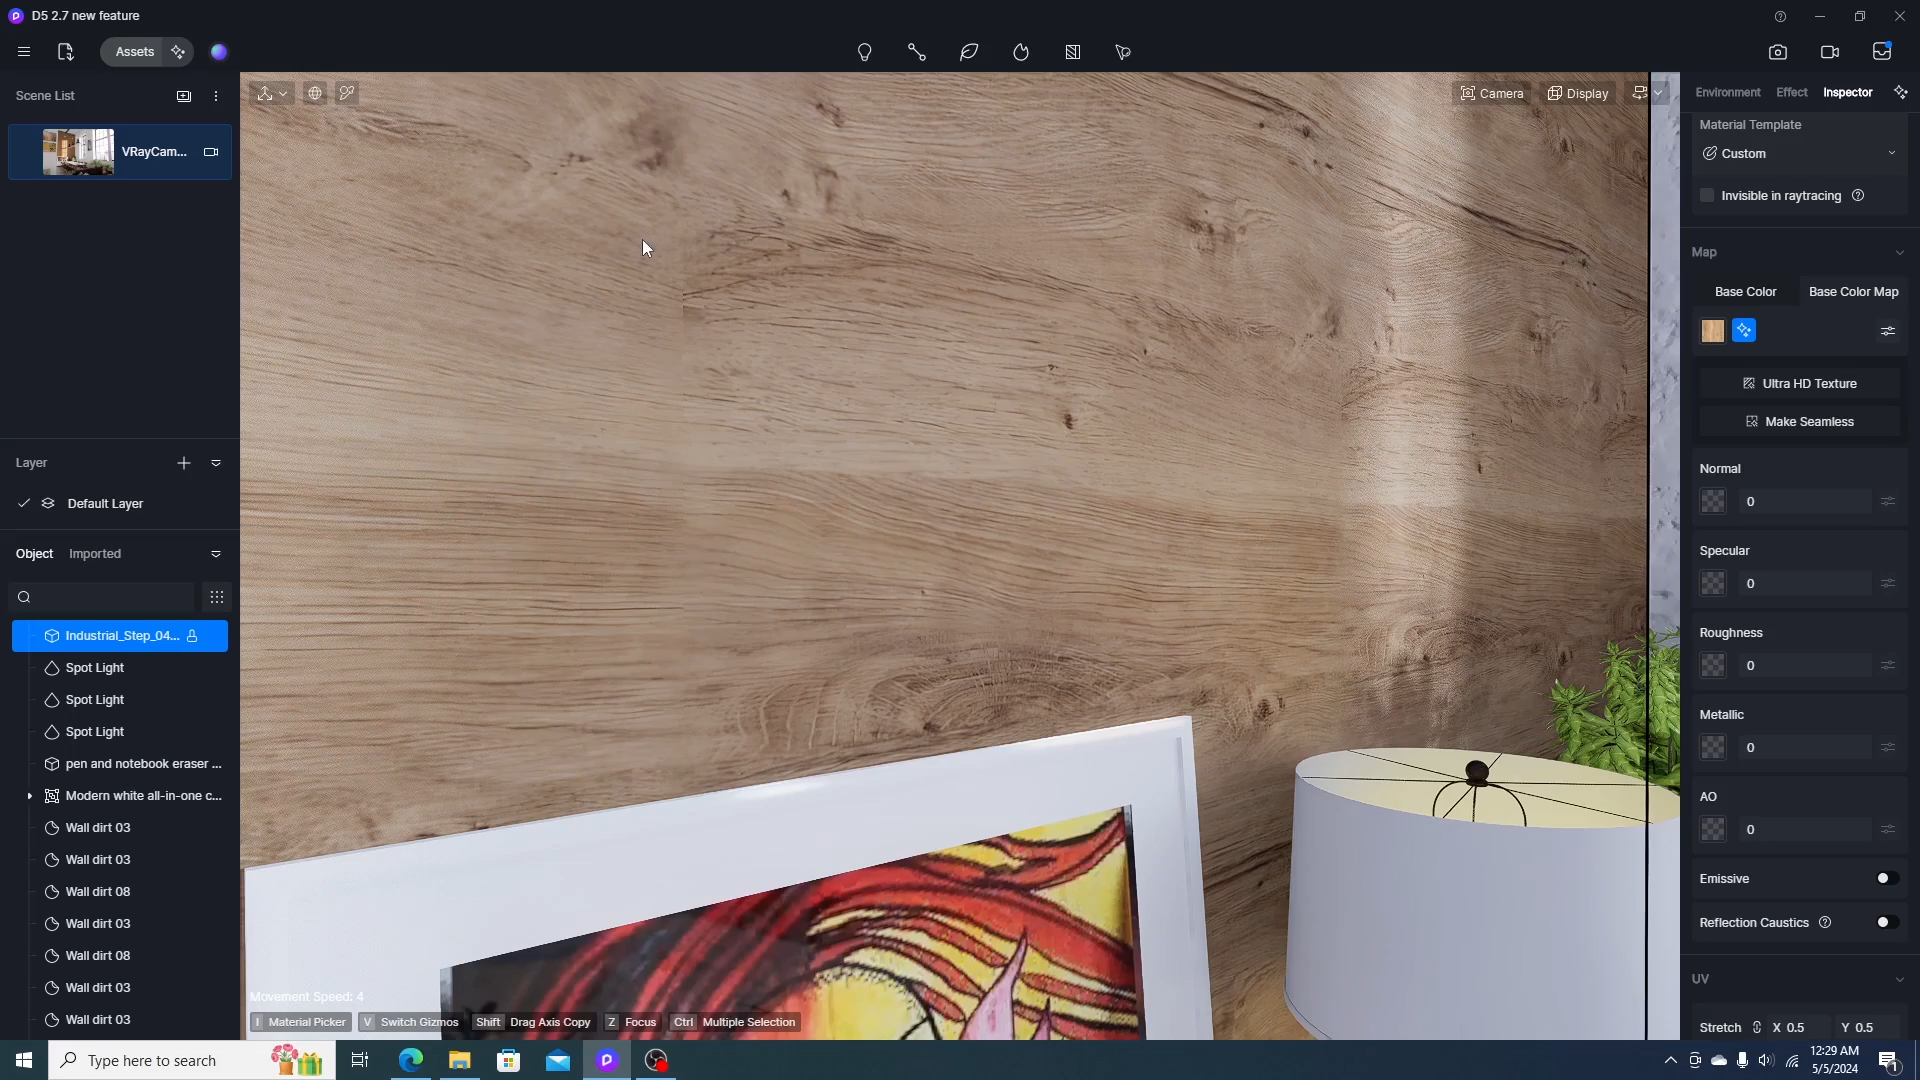 D5 2.7 new feature
Assets
Scene List
VRayCam...
Camera
Display
Environment Effect Inspector
Material Template
Custom
Invisible in raytracing
Map
Base Color Base Color Map
Ultra HD Texture
Make Seamless
Normal
0
Specular
0
Roughness
0
Metallic
0
AO
0
Emissive
Reflection Caustics
UV
Stretch X 0.5 Y 0.5
Layer
Default Layer
Object Imported
Industrial_Step_04...
Spot Light
Spot Light
Spot Light
pen and notebook eraser ...
Modern white all-in-one c...
Wall dirt 03
Wall dirt 03
Wall dirt 08
Wall dirt 03
Wall dirt 08
Wall dirt 03
Wall dirt 03
Movement Speed: 4
I Material Picker V Switch Gizmos Shift Drag Axis Copy Z Focus Ctrl Multiple Selection
Type here to search
12:29 AM
5/5/2024
1